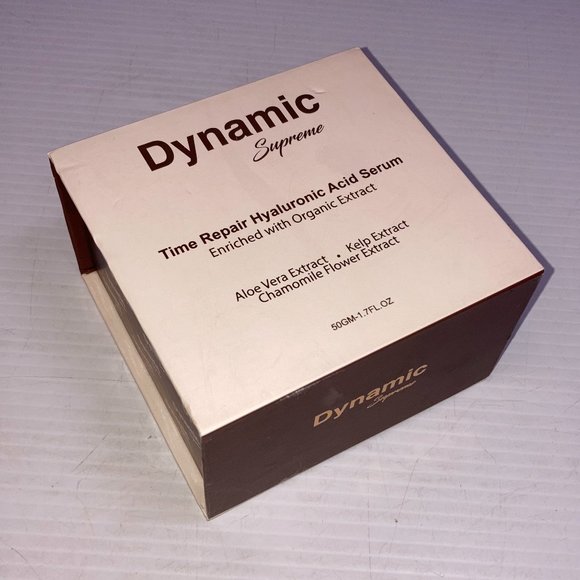 Dynamic
Supreme
Time Repair Hyaluronic Acid Serum
Enriched with Organic Extract
Aloe Vera Extract • Kelp Extract
Chamomile Flower Extract
50GM-1.7FL.OZ
Dynamic
Supreme